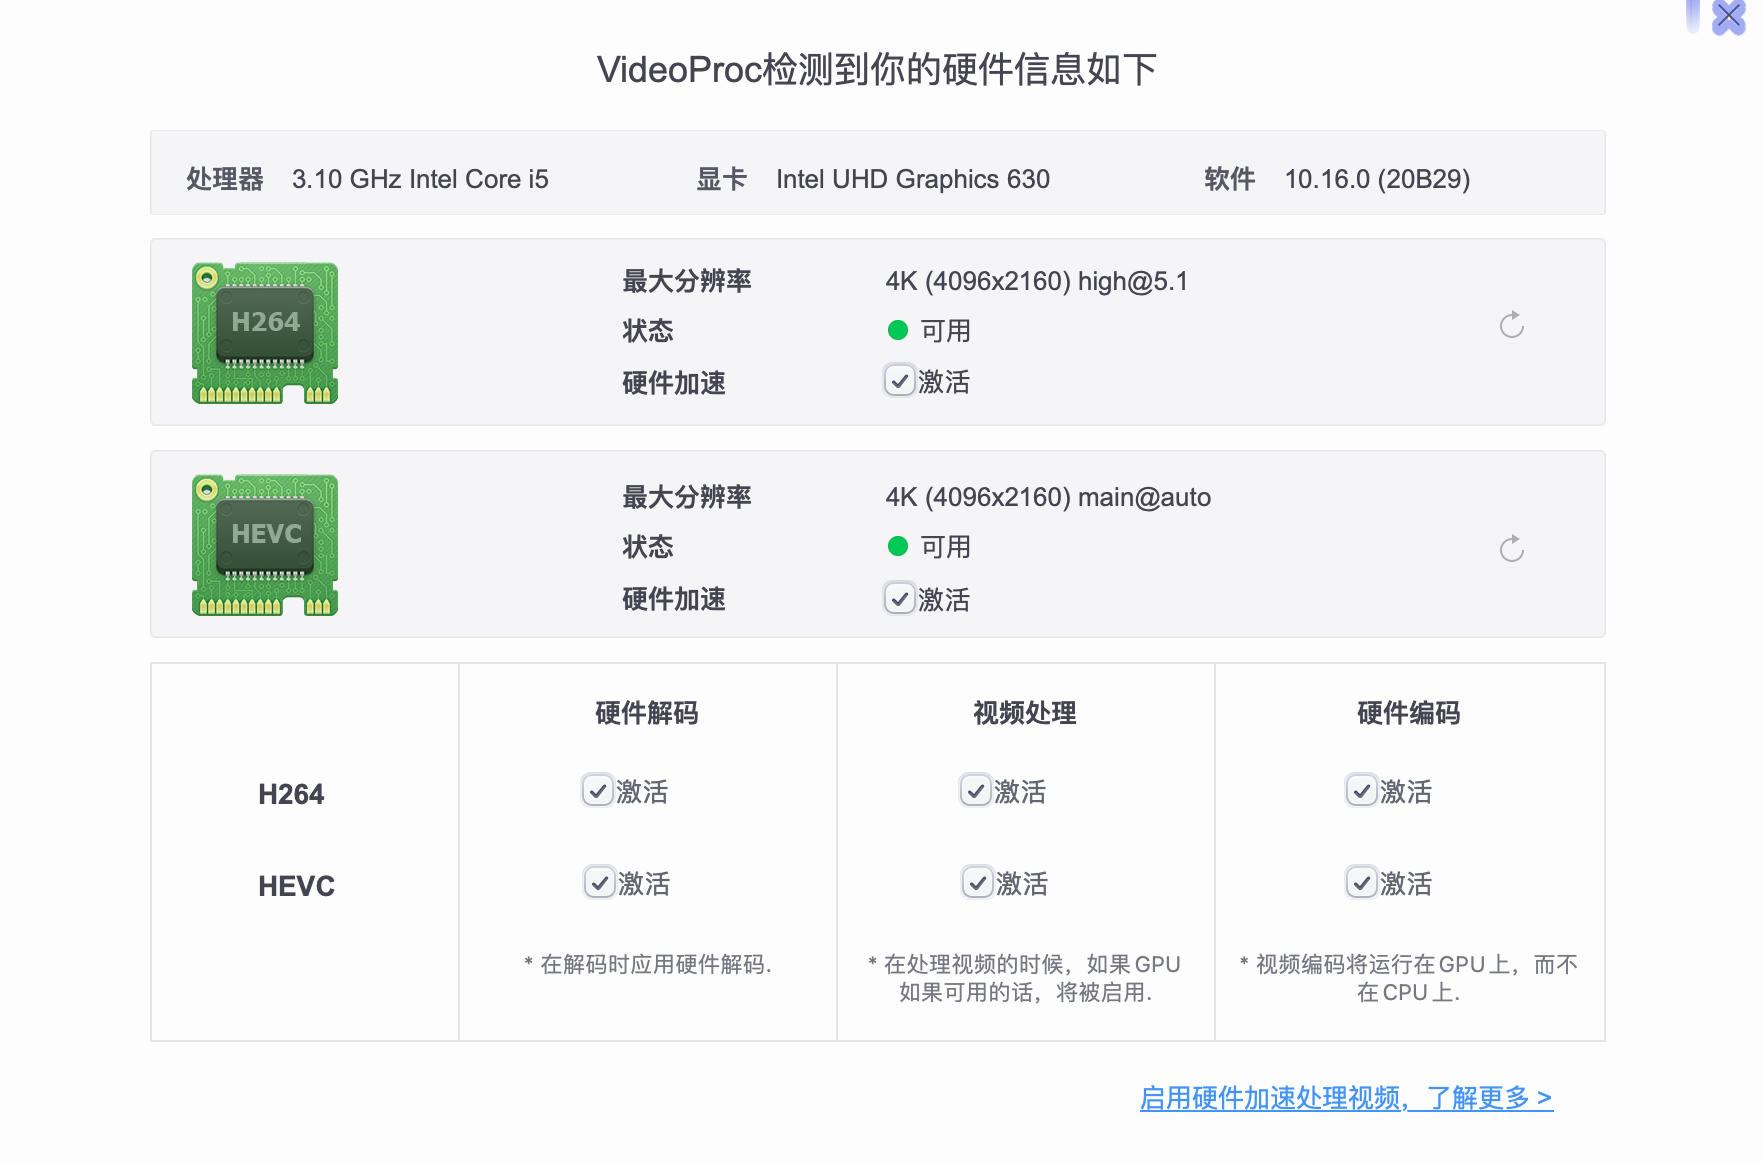 VideoProc检测到你的硬件信息如下
处理器 3.10 GHz Intel Core i5 显卡 Intel UHD Graphics 630 软件 10.16.0 (20B29)
H264
最大分辨率 4K (4096x2160) high@5.1
状态 可用
硬件加速 激活
HEVC
最大分辨率 4K (4096x2160) main@auto
状态 可用
硬件加速 激活
硬件解码 视频处理 硬件编码
H264 激活 激活 激活
HEVC 激活 激活 激活
* 在解码时应用硬件解码.
* 在处理视频的时候，如果GPU
如果可用的话，将被启用.
* 视频编码将运行在GPU上，而不
在CPU上.
启用硬件加速处理视频，了解更多 >